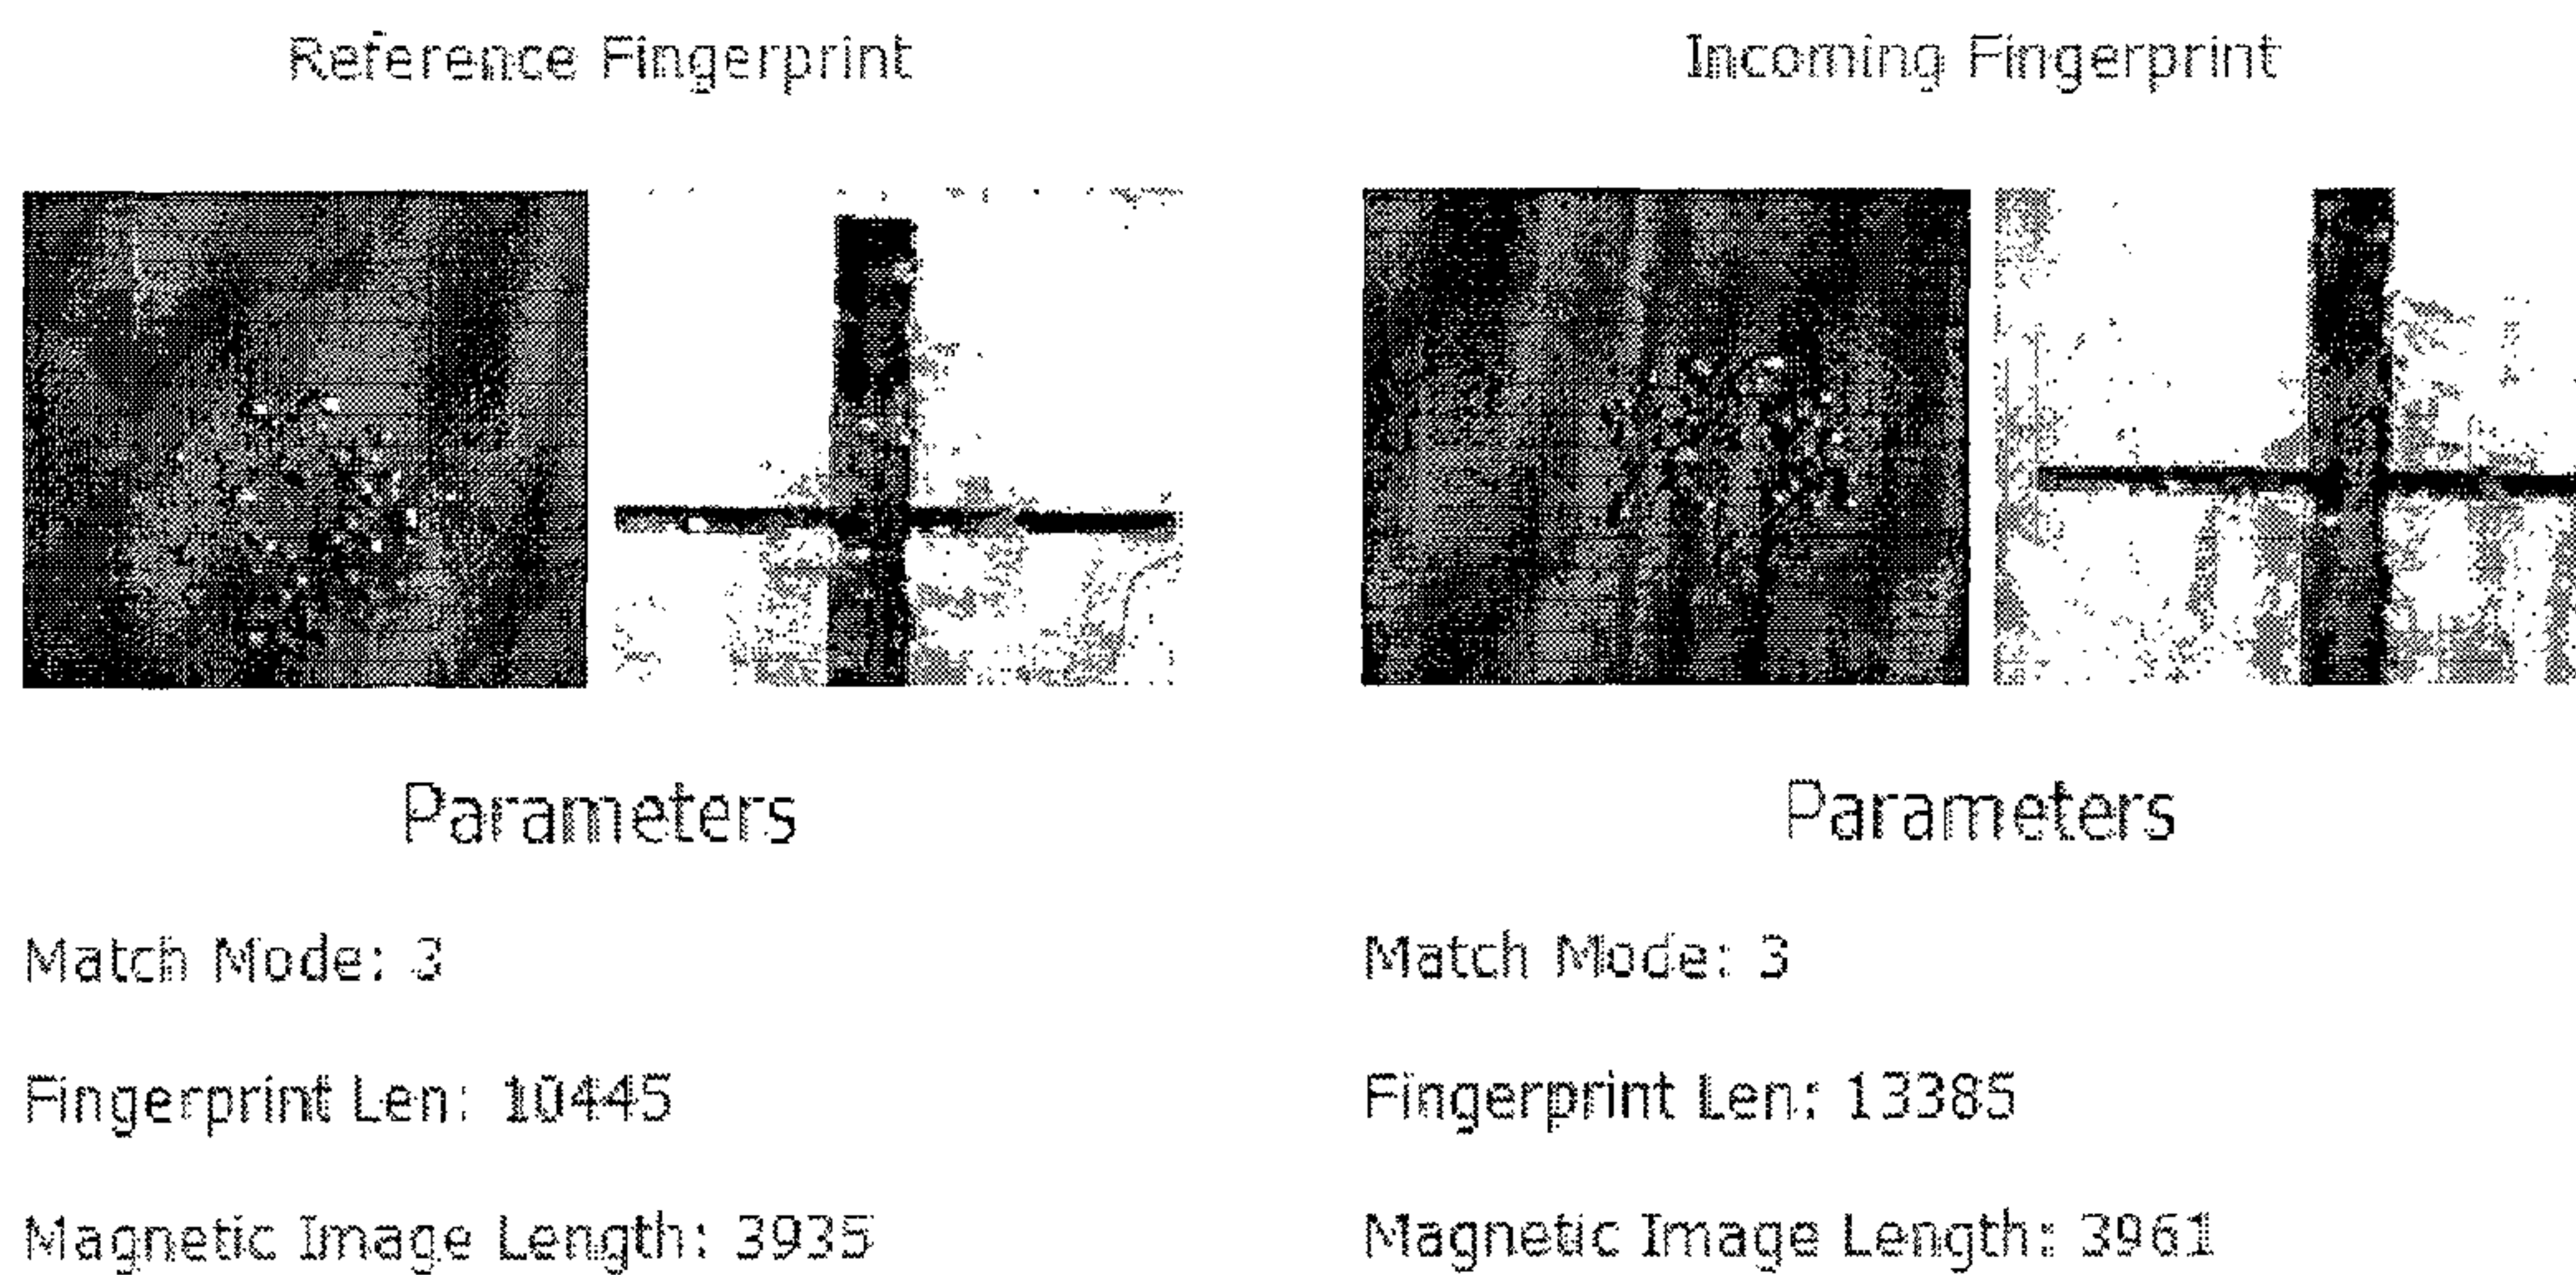 Reference Fingerprint
Incoming Fingerprint
Parameters
Parameters
Match Mode: 3
Match Mode: 3
Fingerprint Len: 10445
Fingerprint Len: 13385
Magnetic Image Length: 3935
Magnetic Image Length: 3961